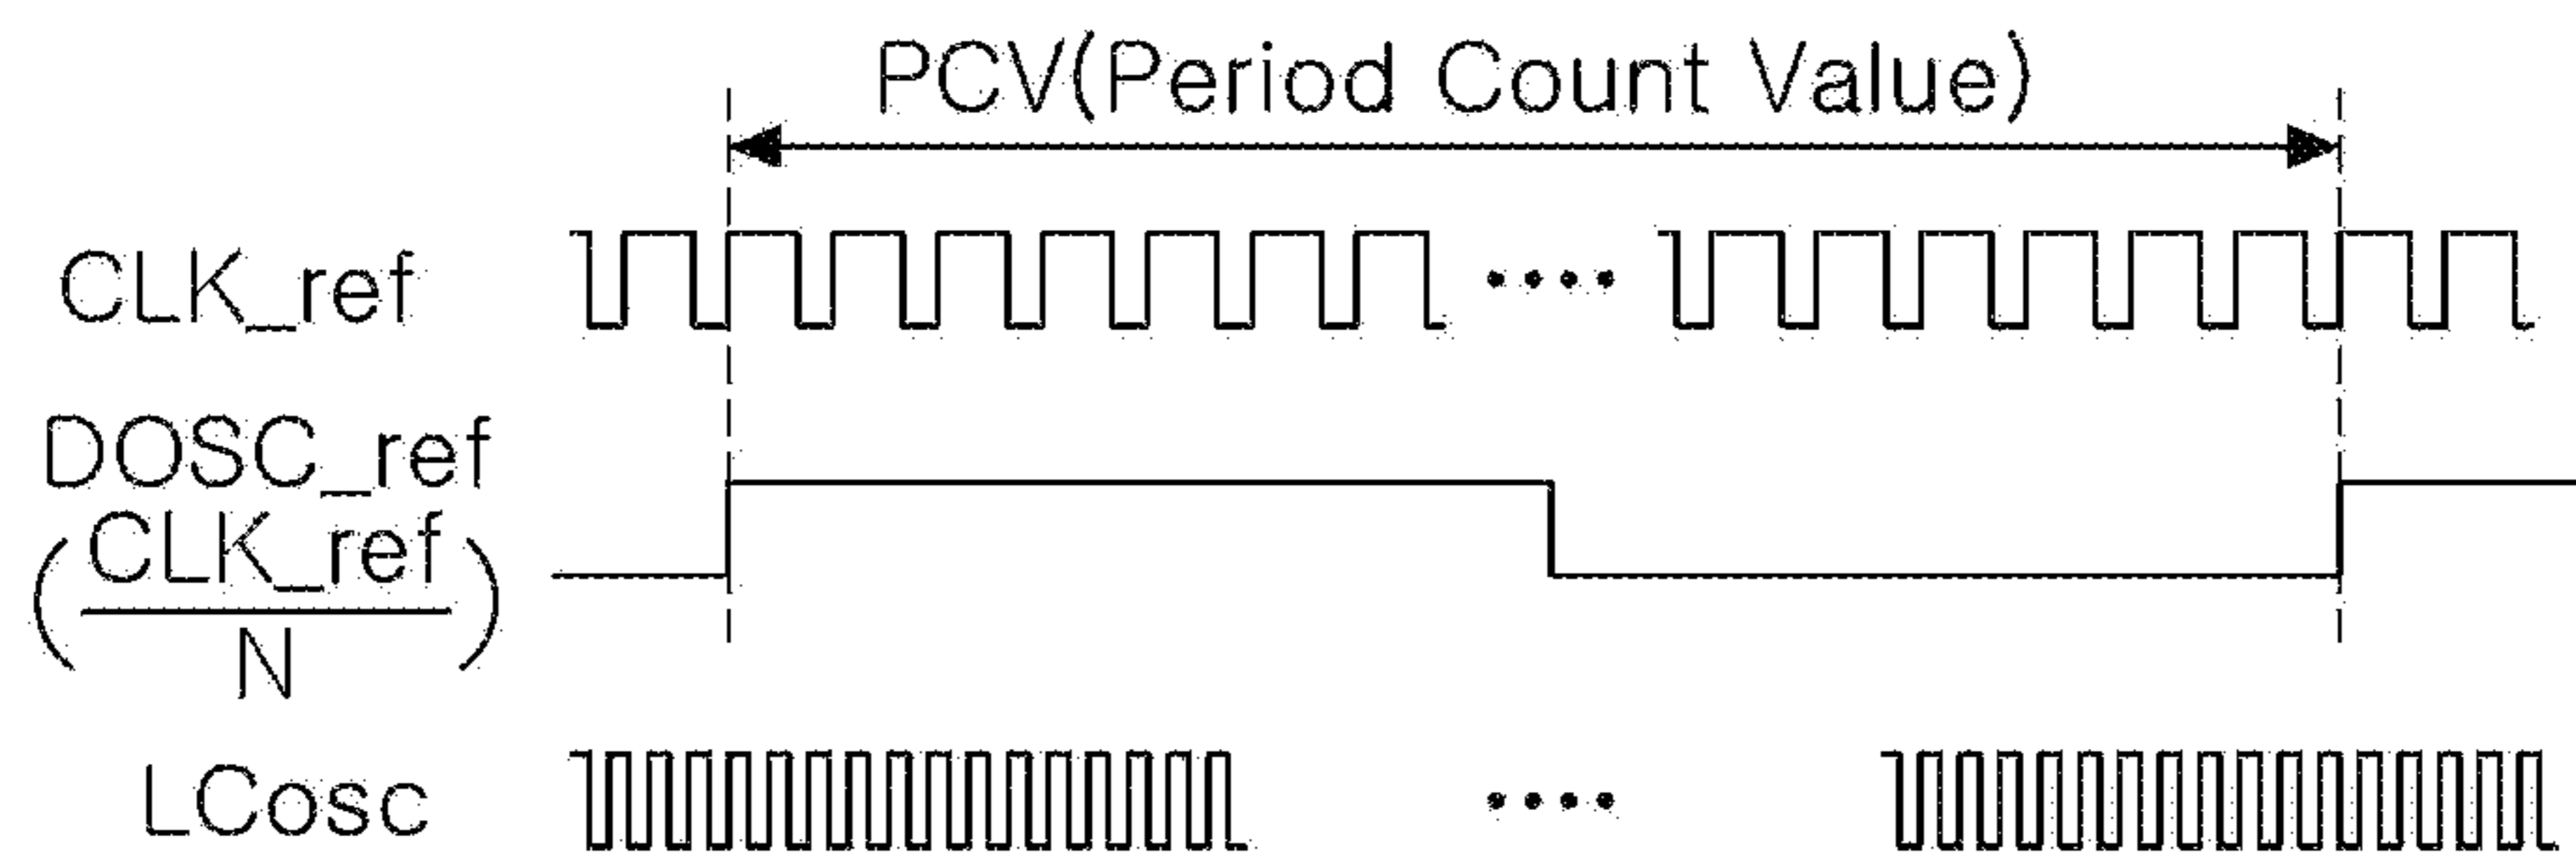 PCV(Period Count Value)
CLK_ref
DOSC_ref
(CLK_ref
N)
LCosc